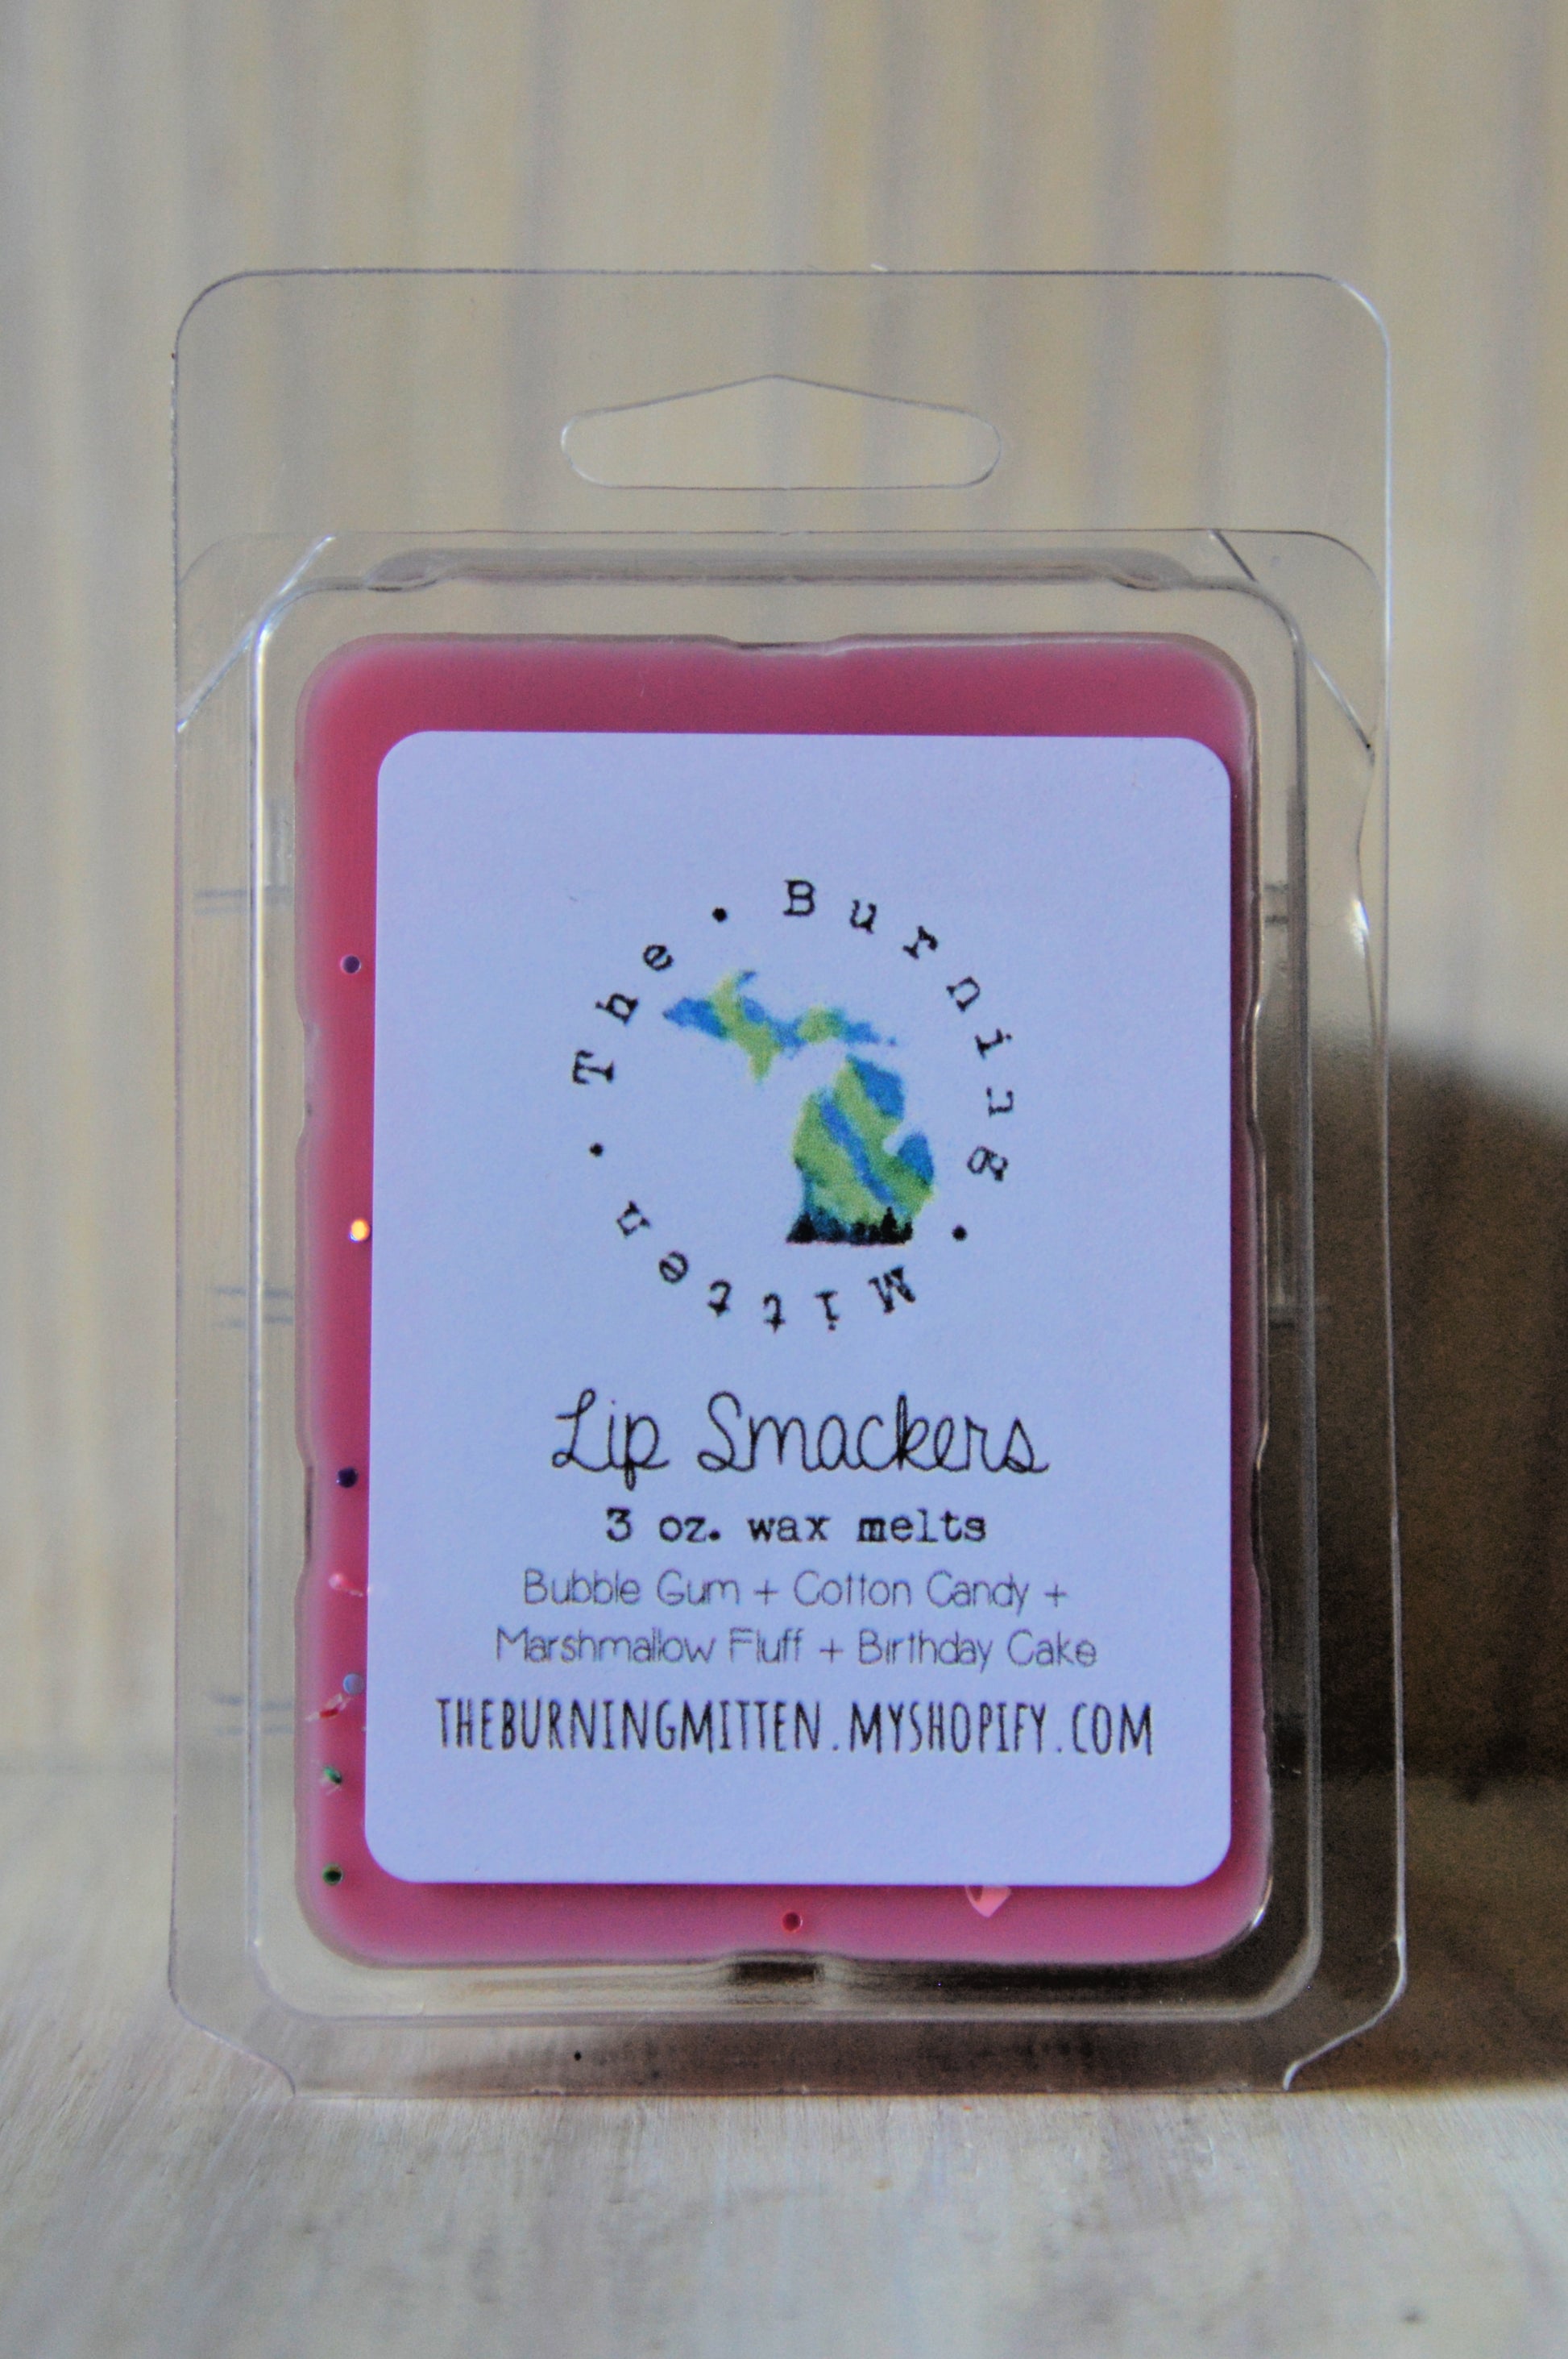 • The • Burning • Mitten
Lip Smackers
3 oz. wax melts
Bubble Gum + Cotton Candy +
Marshmallow Fluff + Birthday Cake
THEBURNINGMITTEN.MYSHOPIFY.COM